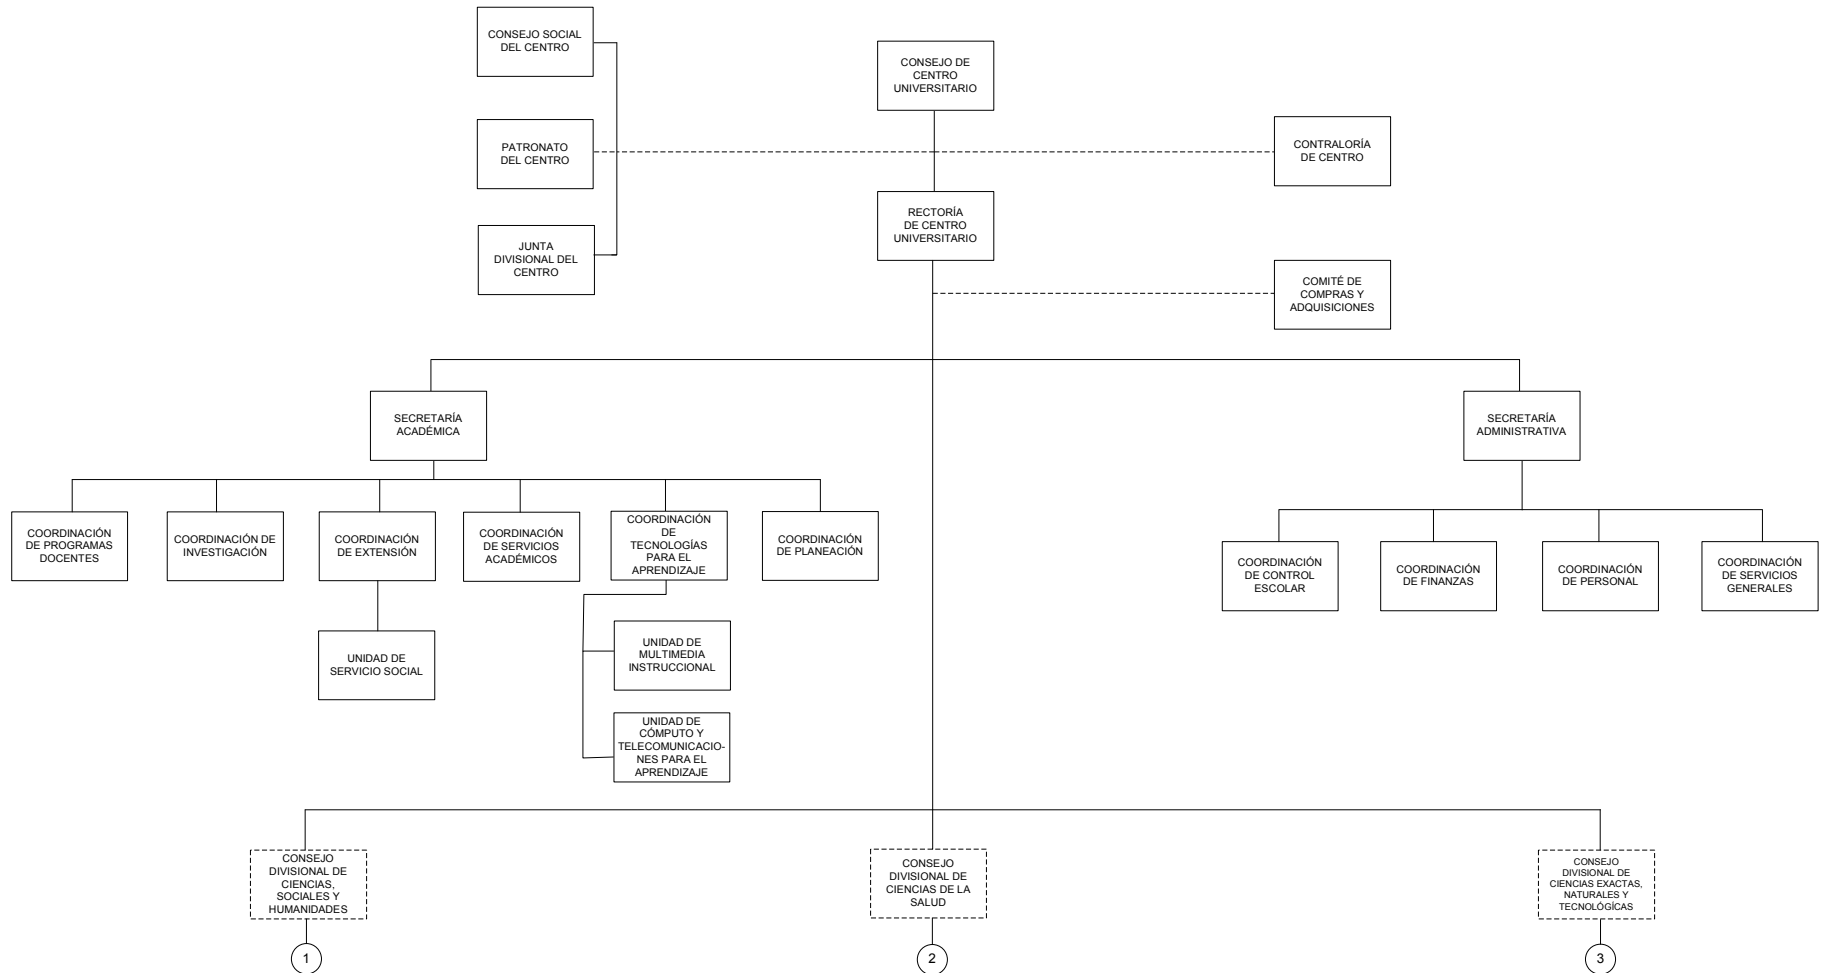 CONSEJO SOCIAL
DEL CENTRO
CONSEJO DE
CENTRO
UNIVERSITARIO
PATRONATO
DEL CENTRO
CONTRALORÍA
DE CENTRO
RECTORÍA
DE CENTRO
UNIVERSITARIO
JUNTA
DIVISIONAL DEL
CENTRO
COMITÉ DE
COMPRAS Y
ADQUISICIONES
SECRETARÍA
ACADÉMICA
SECRETARÍA
ADMINISTRATIVA
COORDINACIÓN
DE PROGRAMAS
DOCENTES
COORDINACIÓN DE
INVESTIGACIÓN
COORDINACIÓN
DE EXTENSIÓN
COORDINACIÓN
DE SERVICIOS
ACADÉMICOS
COORDINACIÓN
DE
TECNOLOGÍAS
PARA EL
APRENDIZAJE
COORDINACIÓN
DE PLANEACIÓN
COORDINACIÓN
DE CONTROL
ESCOLAR
COORDINACIÓN
DE FINANZAS
COORDINACIÓN
DE PERSONAL
COORDINACIÓN
DE SERVICIOS
GENERALES
UNIDAD DE
SERVICIO SOCIAL
UNIDAD DE
MULTIMEDIA
INSTRUCCIONAL
UNIDAD DE
CÓMPUTO Y
TELECOMUNICACIO-
NES PARA EL
APRENDIZAJE
CONSEJO
DIVISIONAL DE
CIENCIAS,
SOCIALES Y
HUMANIDADES
CONSEJO
DIVISIONAL DE
CIENCIAS DE LA
SALUD
CONSEJO
DIVISIONAL DE
CIENCIAS EXACTAS,
NATURALES Y
TECNOLÓGÍCAS
1
2
3